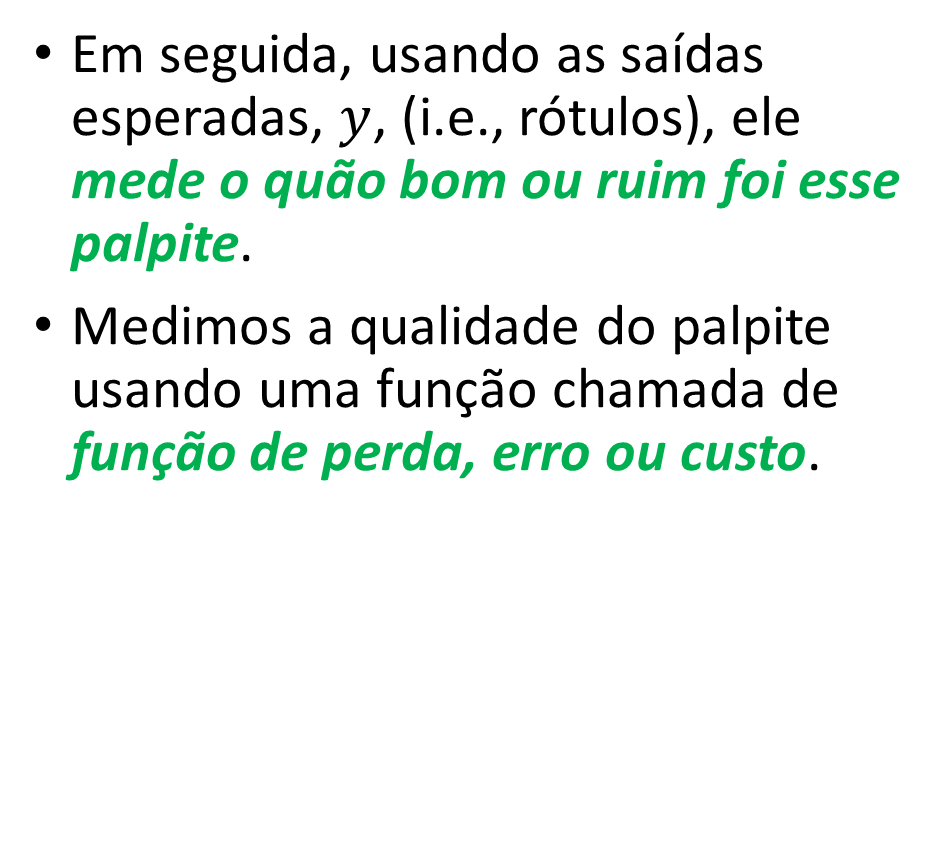 • Em seguida, usando as saídas
esperadas, y, (i.e., rótulos), ele
mede o quão bom ou ruim foi esse
palpite.
• Medimos a qualidade do palpite
usando uma função chamada de
função de perda, erro ou custo.